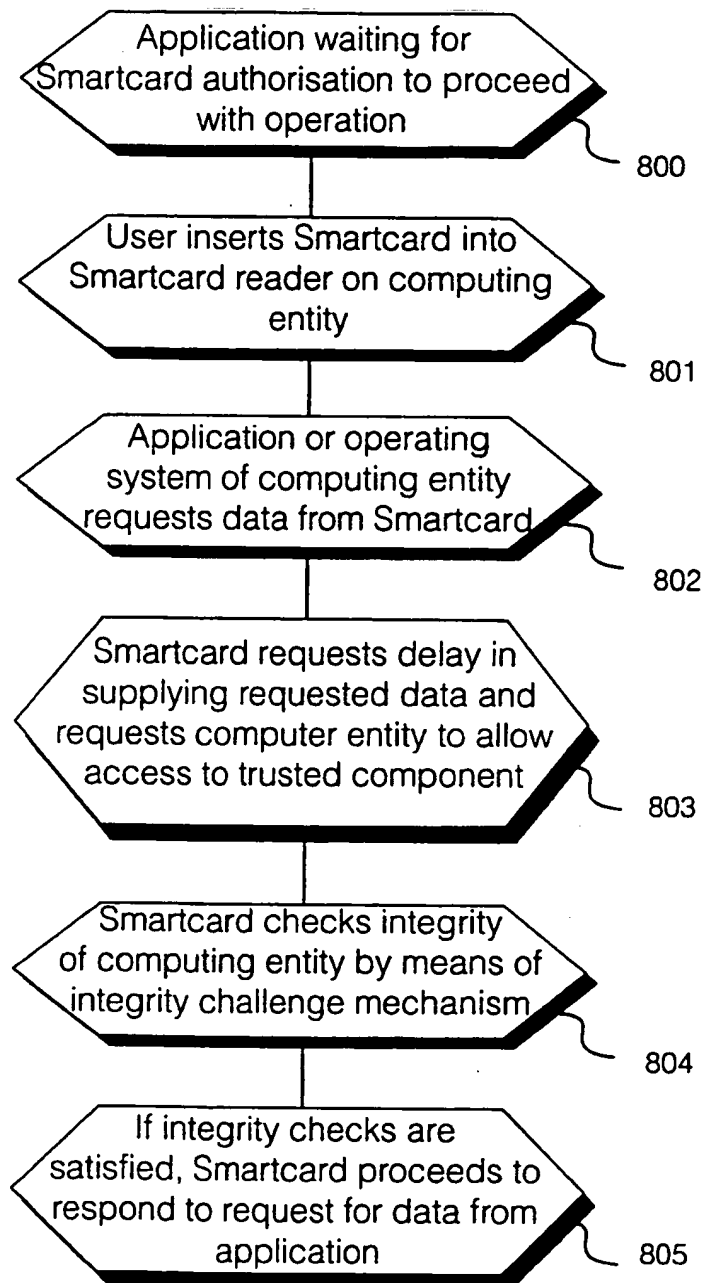 Application waiting for
Smartcard authorisation to proceed
with operation
800
User inserts Smartcard into
Smartcard reader on computing
entity
801
Application or operating
system of computing entity
requests data from Smartcard
802
Smartcard requests delay in
supplying requested data and
requests computer entity to allow
access to trusted component
803
Smartcard checks integrity
of computing entity by means of
integrity challenge mechanism
804
If integrity checks are
satisfied, Smartcard proceeds to
respond to request for data from
application
805